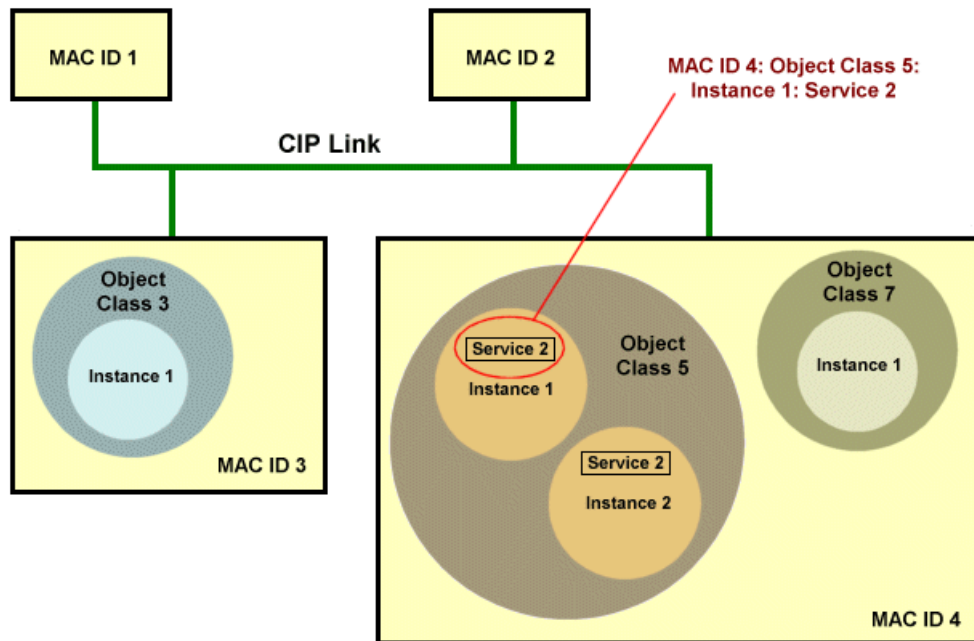 MAC ID 1
MAC ID 2
MAC ID 4: Object Class 5:
Instance 1: Service 2
CIP Link
Object
Class 3
Instance 1
MAC ID 3
Service 2
Instance 1
Object
Class 5
Service 2
Instance 2
Object
Class 7
Instance 1
MAC ID 4